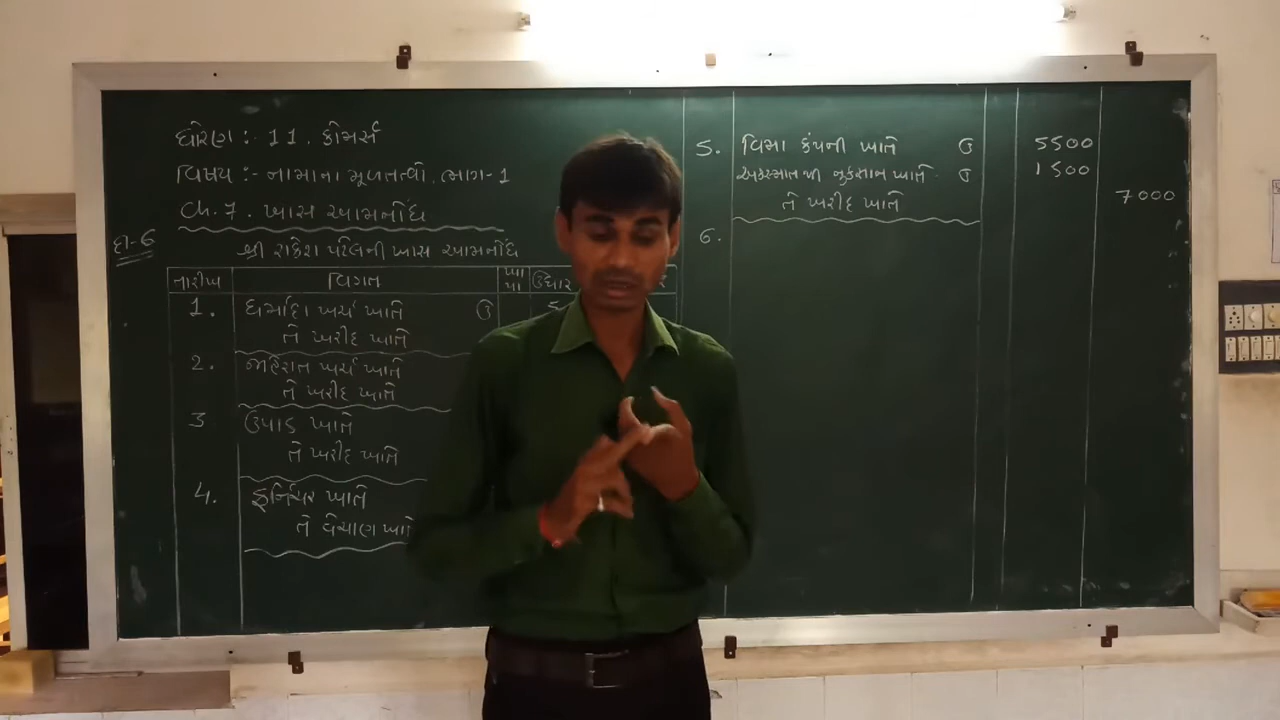 ધોરણ :- 11. કોમર્સ
વિષય :- નામાના મૂળતત્વો. ભાગ-1
Ch. 7. ખાસ આમનોંધ
દા-6
શ્રી રાકેશ પટેલની ખાસ આમનોંધ
તારીખ વિગત ખા પા ઉધાર
1. ધર્માદા ખર્ચ ખાતે ઉ
તે ખરીદ ખાતે
2. જાહેરાત ખર્ચ ખાતે
તે ખરીદ ખાતે
3 ઉપાડ ખાતે
તે ખરીદ ખાતે
4. ફર્નિચર ખાતે
તે વેચાણ ખાતે
5. વિમા કંપની ખાતે ઉ 5500
અકસ્માતથી નુકસાન ખાતે ઉ 1500
તે ખરીદ ખાતે 7000
6.